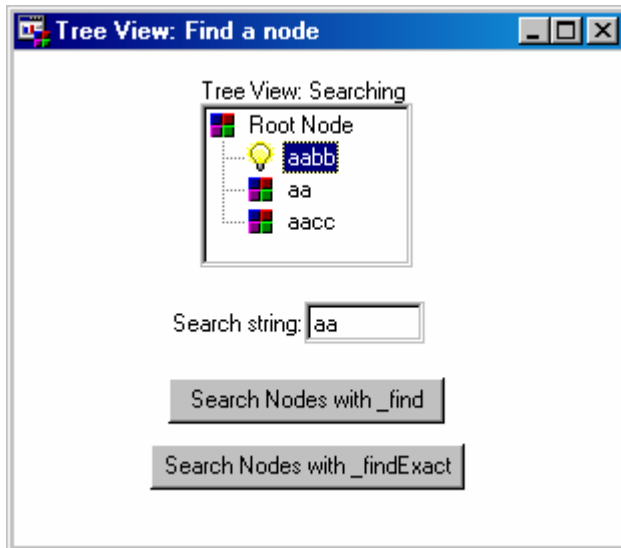 Tree View: Find a node
Tree View: Searching
Root Node
aabb
aa
aacc
Search string: aa
Search Nodes with _find
Search Nodes with _findExact